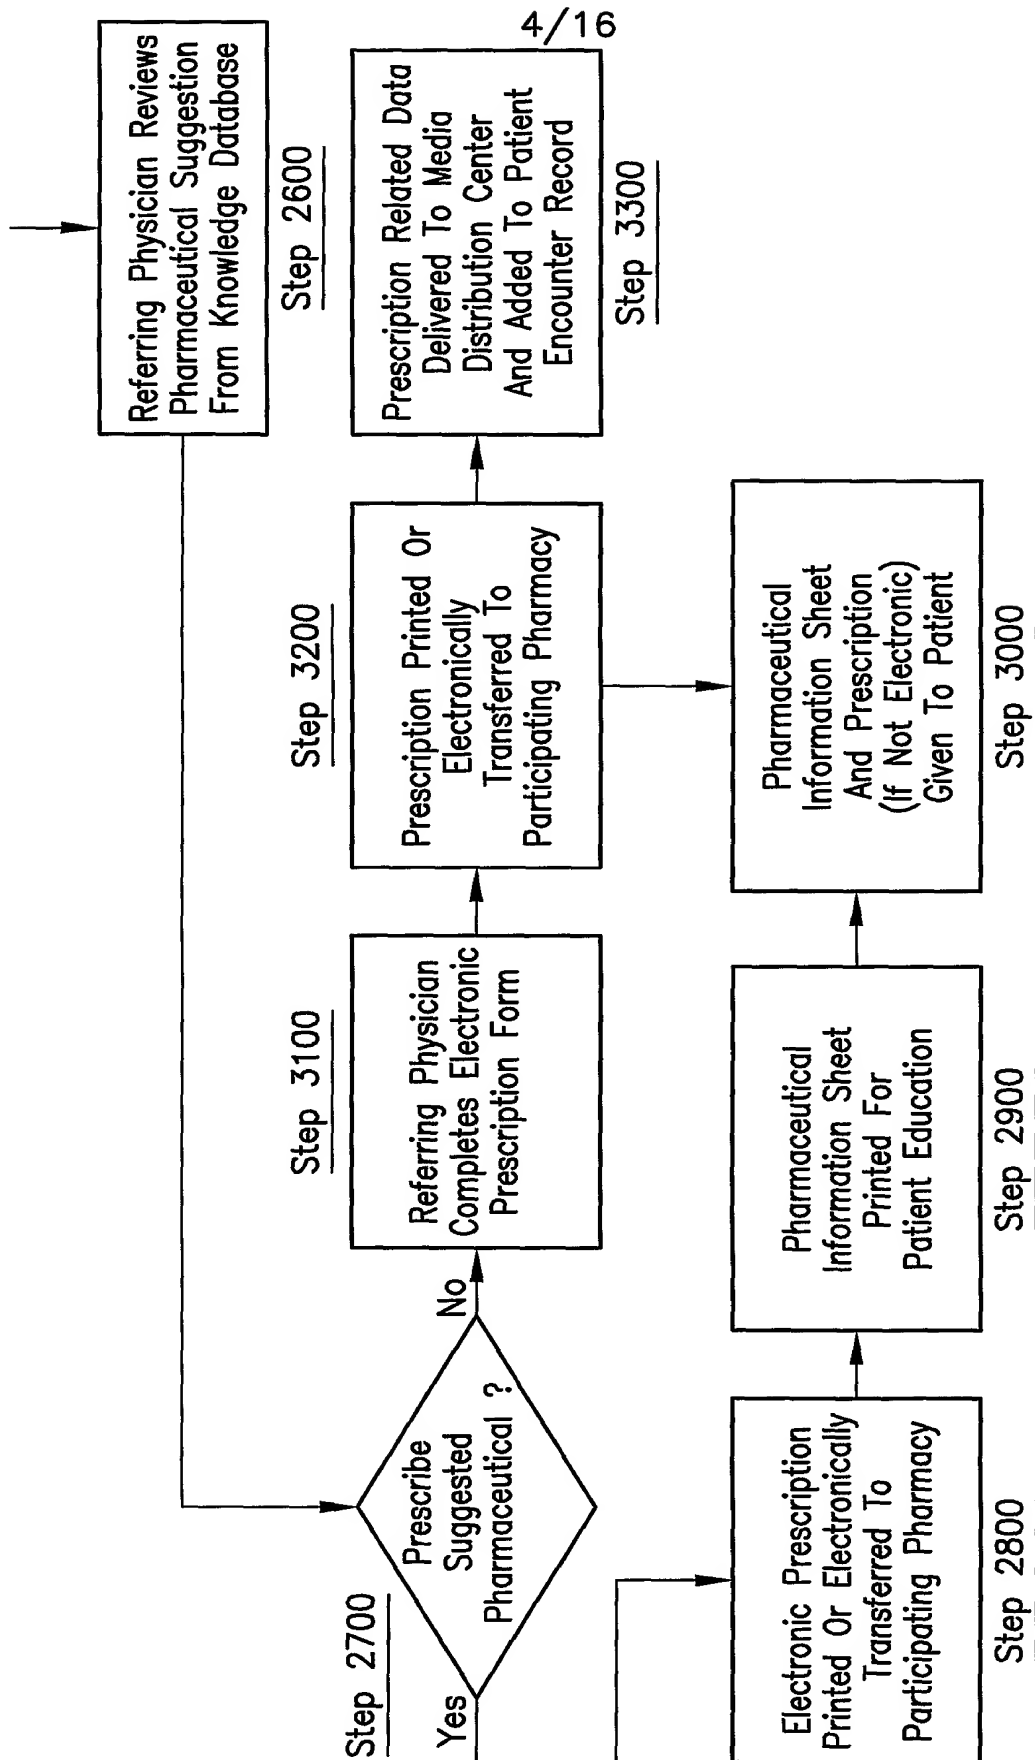 4/16
Referring Physician Reviews
Pharmaceutical Suggestion
From Knowledge Database
Step 2600
Step 2700
Prescribe
Suggested
Pharmaceutical ?
Yes
No
Step 3100
Referring Physician
Completes Electronic
Prescription Form
Step 3200
Prescription Printed Or
Electronically
Transferred To
Participating Pharmacy
Prescription Related Data
Delivered To Media
Distribution Center
And Added To Patient
Encounter Record
Step 3300
Electronic Prescription
Printed Or Electronically
Transferred To
Participating Pharmacy
Step 2800
Pharmaceutical
Information Sheet
Printed For
Patient Education
Step 2900
Pharmaceutical
Information Sheet
And Prescription
(If Not Electronic)
Given To Patient
Step 3000